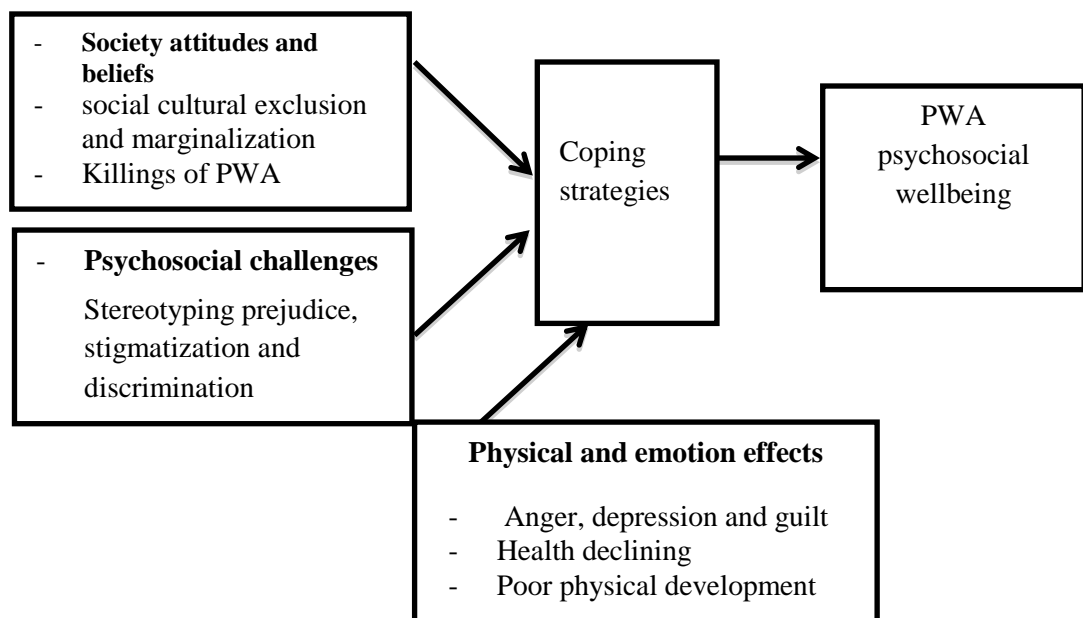 - Society attitudes and
beliefs
- social cultural exclusion
and marginalization
- Killings of PWA
- Psychosocial challenges
Stereotyping prejudice,
stigmatization and
discrimination
Physical and emotion effects
- Anger, depression and guilt
- Health declining
- Poor physical development
Coping
strategies
PWA
psychosocial
wellbeing